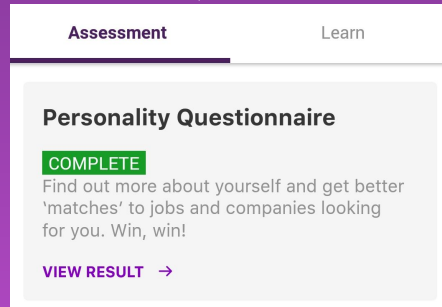 Assessment Learn
Personality Questionnaire
COMPLETE
Find out more about yourself and get better
‘matches’ to jobs and companies looking
for you. Win, win!
VIEW RESULT →